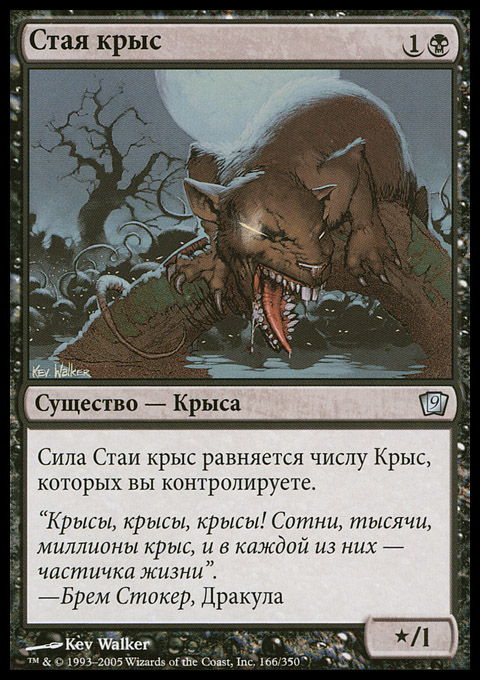 Стая крыс
1
KEV. WALKER
Существо — Крыса
9
Сила Стаи крыс равняется числу Крыс,
которых вы контролируете.
“Крысы, крысы, крысы! Сотни, тысячи,
миллионы крыс, и в каждой из них —
частичка жизни”.
—Брем Стокер, Дракула
★/1
Kev Walker
™ & © 1993–2005 Wizards of the Coast, Inc. 166/350